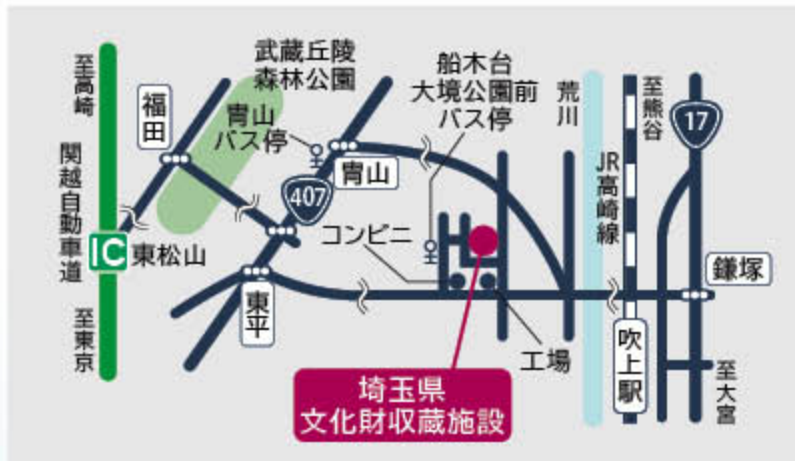 至高崎
関越自動車道
IC
東松山
至東京
福田
武蔵丘陵
森林公園
冑山
バス停
冑山
407
東平
コンビニ
船木台
大境公園前
バス停
工場
埼玉県
文化財収蔵施設
荒川
JR高崎線
吹上駅
至熊谷
17
鎌塚
至大宮